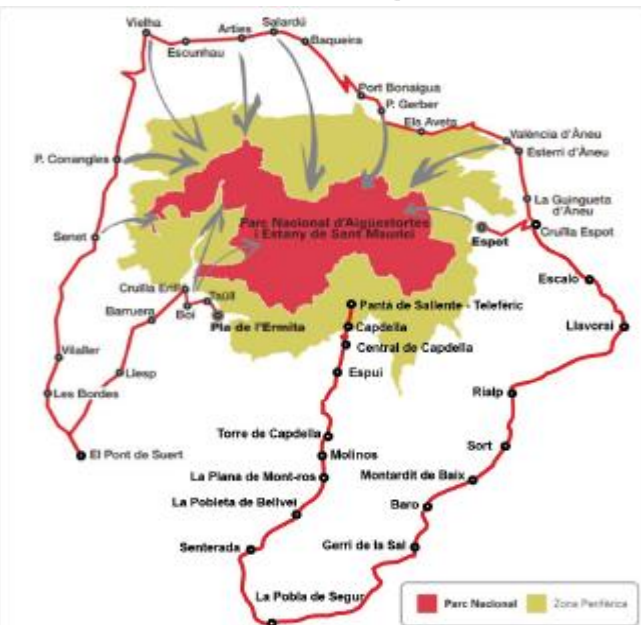 Vielha
Escunhau
Arties
Salardú
Baqueira
Port Bonaigua
P. Gerber
Els Avets
València d'Àneu
Esterri d'Àneu
P. Conangles
La Guingueta
d'Àneu
Parc Nacional d'Aigüestortes
i Estany de Sant Maurici
Espot
Cruïlla Espot
Senet
Escalo
Cruïlla Erill
Taüll
Barruera
Boí
Pla de l'Ermita
Pantà de Saliente - Telefèric
Capdella
Llavorsi
Central de Capdella
Vilaller
Llesp
Espui
Les Bordes
Rialp
Torre de Capdella
Sort
El Pont de Suert
Molinos
La Plana de Mont-ros
Montardit de Baix
La Pobleta de Bellvei
Baro
Senterada
Gerri de la Sal
La Pobla de Segur
Parc Nacional
Zona Perifèrica